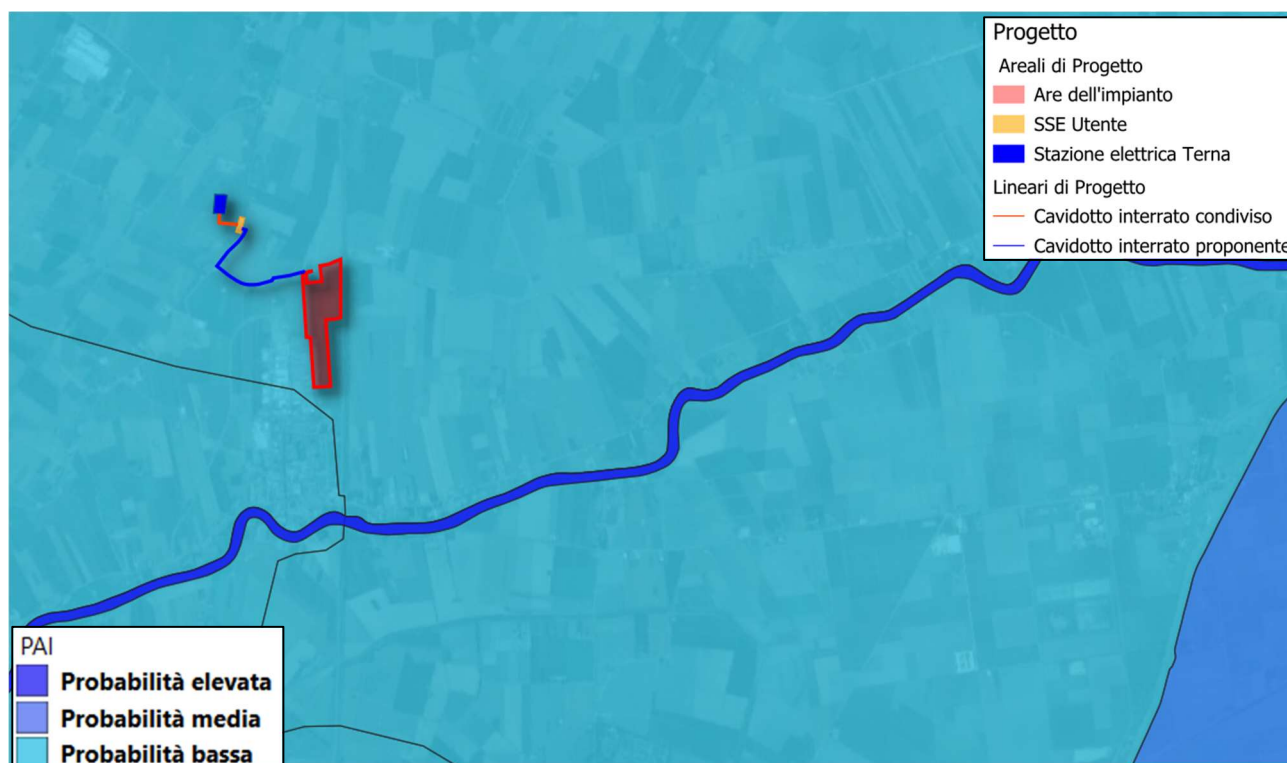 Progetto
Areali di Progetto
Are dell'impianto
SSE Utente
Stazione elettrica Terna
Lineari di Progetto
Cavidotto interrato condiviso
Cavidotto interrato proponente
PAI
Probabilità elevata
Probabilità media
Probabilità bassa